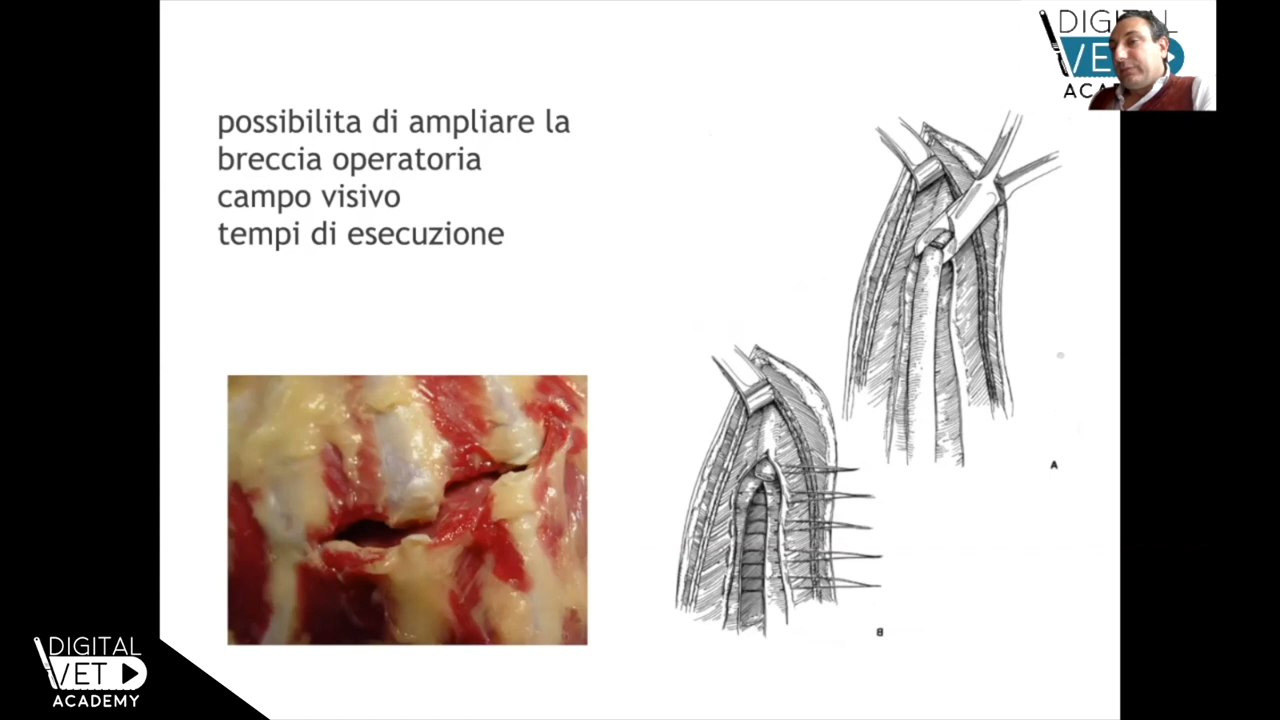 possibilita di ampliare la
breccia operatoria
campo visivo
tempi di esecuzione
A
B
DIGITAL
VET
ACADEMY